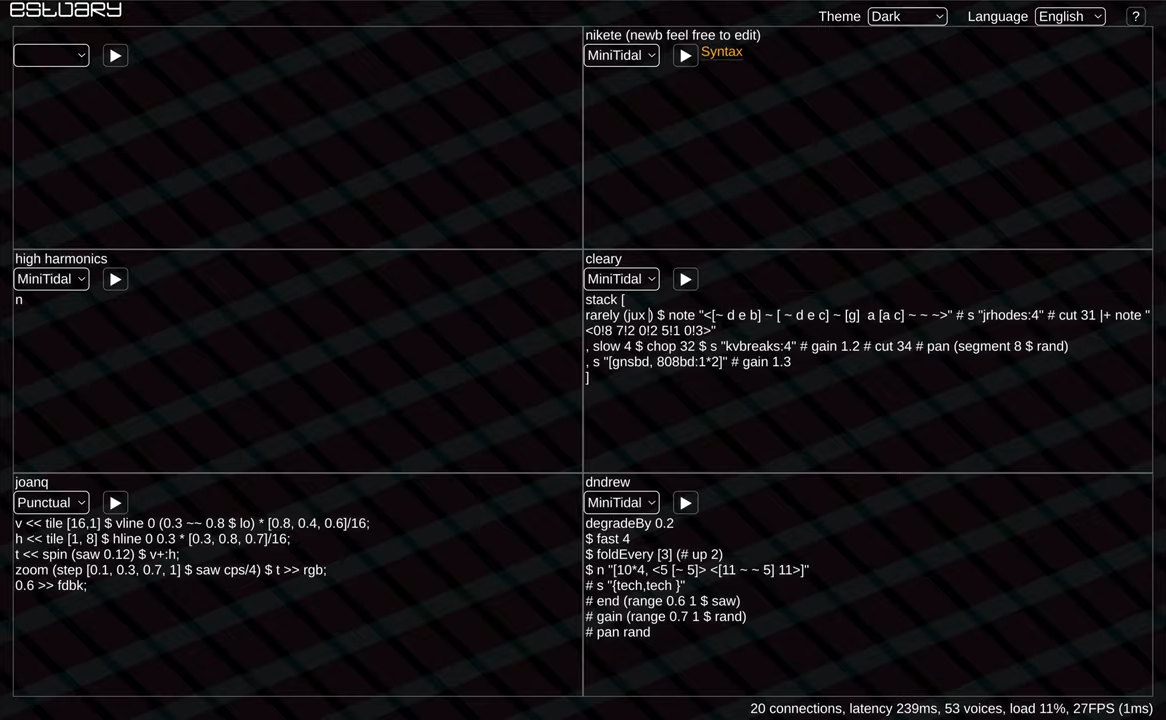 estuary
Theme Dark Language English ?
nikete (newb feel free to edit)
MiniTidal Syntax
high harmonics
MiniTidal
n
cleary
MiniTidal
stack [
rarely (jux ) $ note "<[~ d e b] ~ [ ~ d e c] ~ [g]  a [a c] ~ ~ ~>" # s "jrhodes:4" # cut 31 |+ note "
<0!8 7!2 0!2 5!1 0!3>"
, slow 4 $ chop 32 $ s "kvbreaks:4" # gain 1.2 # cut 34 # pan (segment 8 $ rand)
, s "[gnsbd, 808bd:1*2]" # gain 1.3
]
joanq
Punctual
v << tile [16,1] $ vline 0 (0.3 ~~ 0.8 $ lo) * [0.8, 0.4, 0.6]/16;
h << tile [1, 8] $ hline 0 0.3 * [0.3, 0.8, 0.7]/16;
t << spin (saw 0.12) $ v+:h;
zoom (step [0.1, 0.3, 0.7, 1] $ saw cps/4) $ t >> rgb;
0.6 >> fdbk;
dndrew
MiniTidal
degradeBy 0.2
$ fast 4
$ foldEvery [3] (# up 2)
$ n "[10*4, <5 [~ 5]> <[11 ~ ~ 5] 11>]"
# s "{tech,tech }"
# end (range 0.6 1 $ saw)
# gain (range 0.7 1 $ rand)
# pan rand
20 connections, latency 239ms, 53 voices, load 11%, 27FPS (1ms)